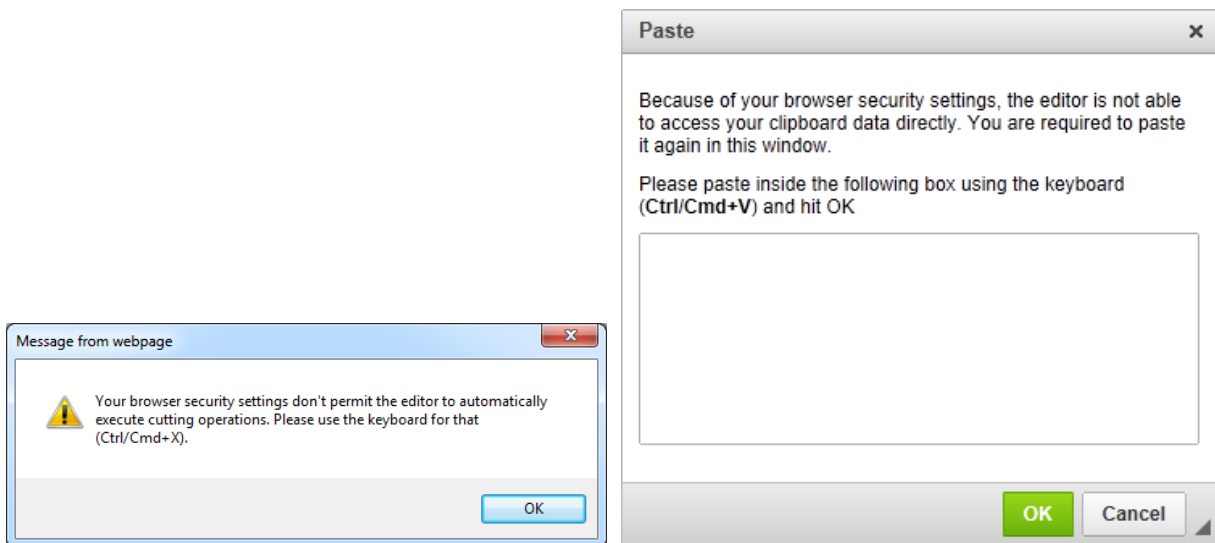 Paste
Because of your browser security settings, the editor is not able
to access your clipboard data directly. You are required to paste
it again in this window.
Please paste inside the following box using the keyboard
(Ctrl/Cmd+V) and hit OK
OK
Cancel
Message from webpage
Your browser security settings don't permit the editor to automatically
execute cutting operations. Please use the keyboard for that
(Ctrl/Cmd+X).
OK